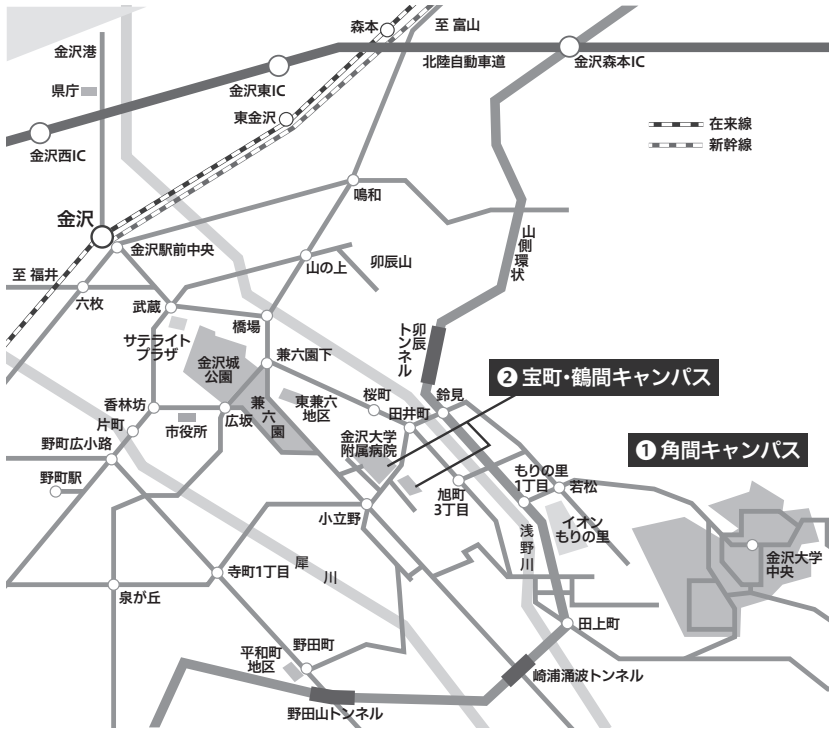 森本
至 富山
金沢港
北陸自動車道
金沢森本IC
県庁
金沢東IC
東金沢
在来線
新幹線
金沢西IC
鳴和
金沢
金沢駅前中央
山側環状
至 福井
山の上
卯辰山
六枚
武蔵
橋場
サテライト
プラザ
卯辰
トンネル
金沢城
公園
兼六園下
❷ 宝町・鶴間キャンパス
香林坊
兼六園
東兼六
地区
桜町
鈴見
片町
市役所
広坂
田井町
野町広小路
金沢大学
附属病院
❶ 角間キャンパス
野町駅
旭町
3丁目
もりの里
1丁目
若松
小立野
イオン
もりの里
浅野川
金沢大学
中央
寺町1丁目
犀川
泉が丘
田上町
野田町
平和町
地区
崎浦涌波トンネル
野田山トンネル